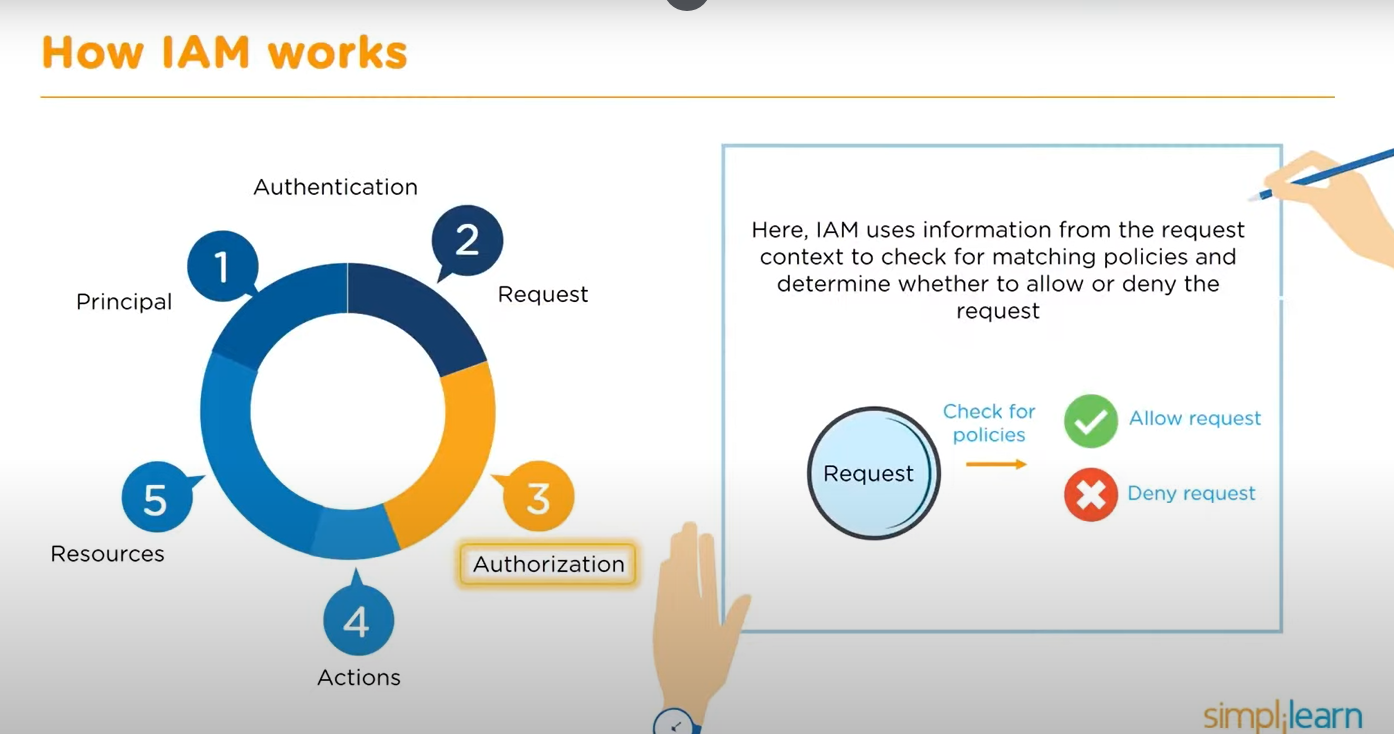 How IAM works
Authentication
1
2
Principal
Request
3
Authorization
4
Actions
5
Resources
Here, IAM uses information from the request
context to check for matching policies and
determine whether to allow or deny the
request
Request
Check for
policies
Allow request
Deny request
simplilearn